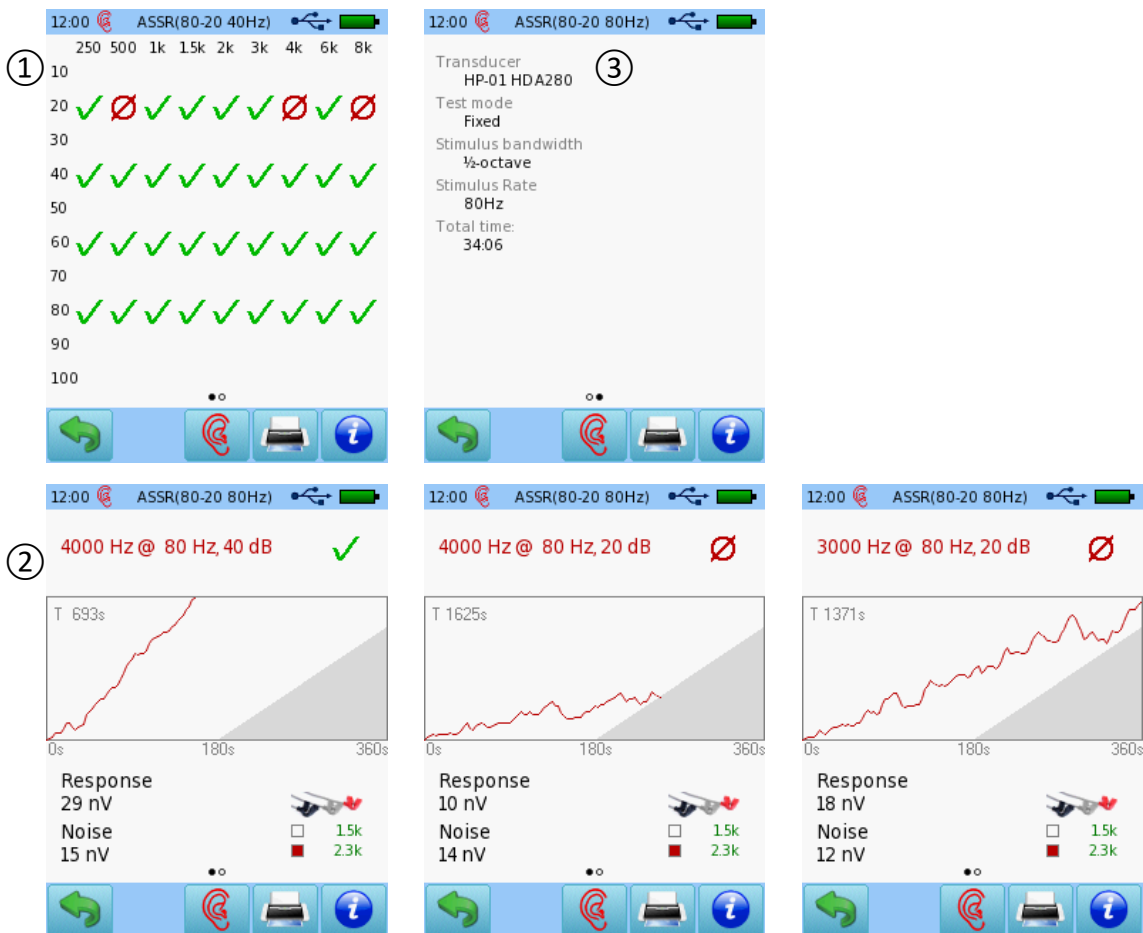 12:00 ASSR(80-20 40Hz)
① 250 500 1k 1.5k 2k 3k 4k 6k 8k
10
20
30
40
50
60
70
80
90
100
12:00 ASSR(80-20 80Hz)
③
Transducer
HP-01 HDA280
Test mode
Fixed
Stimulus bandwidth
½-octave
Stimulus Rate
80Hz
Total time:
34:06
12:00 ASSR(80-20 80Hz)
② 4000 Hz @ 80 Hz, 40 dB
T 693s
0s 180s 360s
Response
29 nV
Noise 1.5k
15 nV 2.3k
12:00 ASSR(80-20 80Hz)
4000 Hz @ 80 Hz, 20 dB
T 1625s
0s 180s 360s
Response
10 nV
Noise 1.5k
14 nV 2.3k
12:00 ASSR(80-20 80Hz)
3000 Hz @ 80 Hz, 20 dB
T 1371s
0s 180s 360s
Response
18 nV
Noise 1.5k
12 nV 2.3k